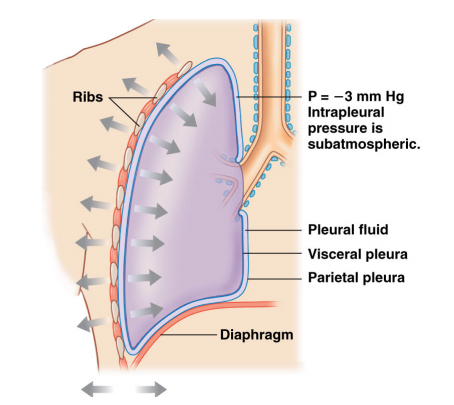 Ribs
P = −3 mm Hg
Intrapleural
pressure is
subatmospheric.
Pleural fluid
Visceral pleura
Parietal pleura
Diaphragm